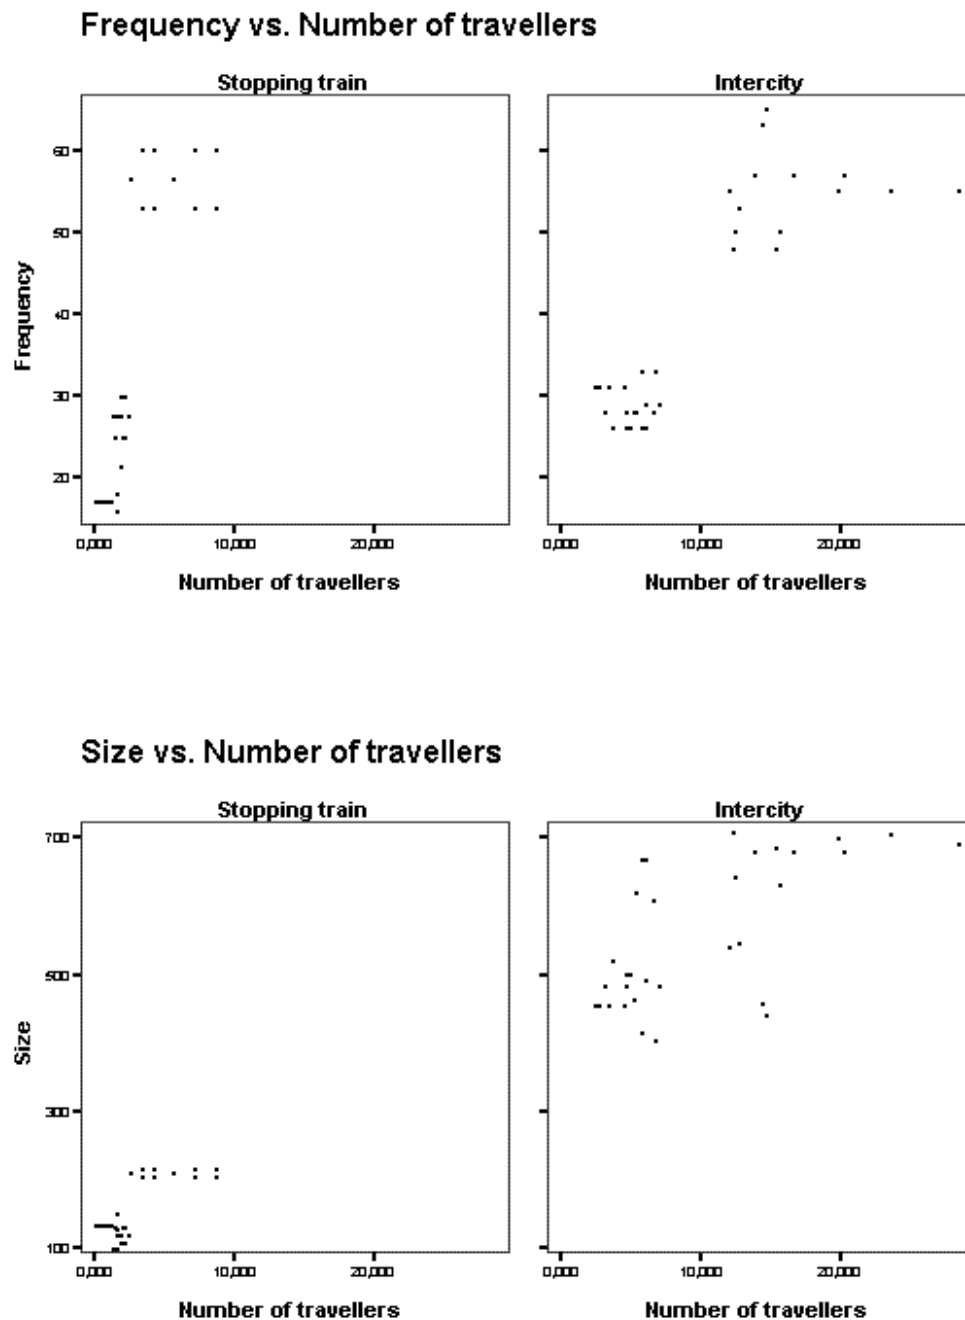 Frequency vs. Number of travellers
Stopping train
Intercity
60
50
40
30
20
Frequency
0,000
10,000
20,000
0,000
10,000
20,000
Number of travellers
Number of travellers
Size vs. Number of travellers
Stopping train
Intercity
700
500
300
100
Size
0,000
10,000
20,000
0,000
10,000
20,000
Number of travellers
Number of travellers